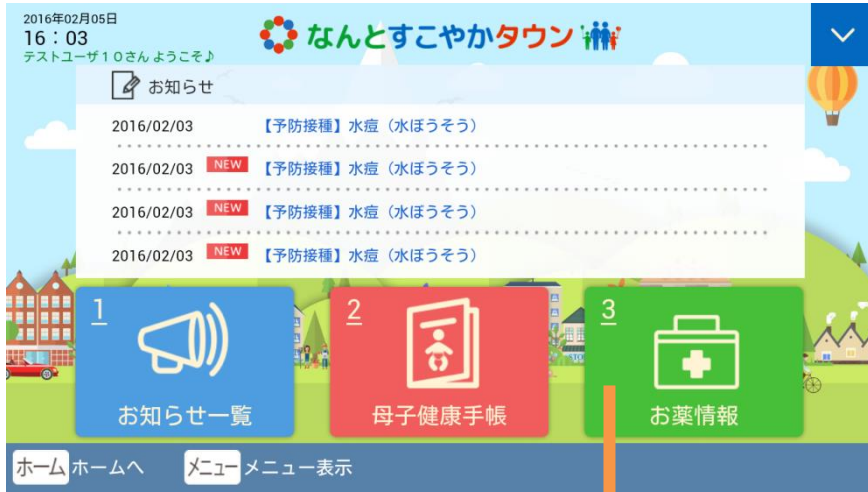 2016年02月05日
16：03
テストユーザ10さん ようこそ♪
なんとすこやかタウン
お知らせ
2016/02/03 【予防接種】水痘（水ぼうそう）
2016/02/03 NEW 【予防接種】水痘（水ぼうそう）
2016/02/03 NEW 【予防接種】水痘（水ぼうそう）
2016/02/03 NEW 【予防接種】水痘（水ぼうそう）
1
お知らせ一覧
2
母子健康手帳
3
お薬情報
ホーム ホームへ メニュー メニュー表示